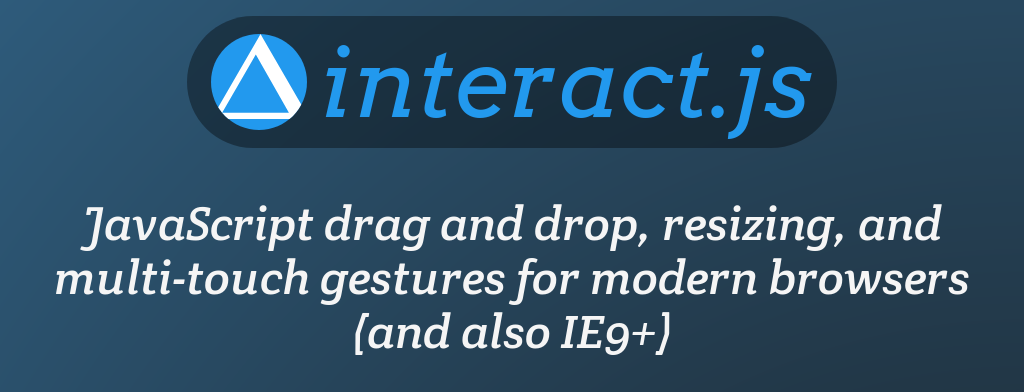 interact.js
JavaScript drag and drop, resizing, and
multi-touch gestures for modern browsers
(and also IE9+)